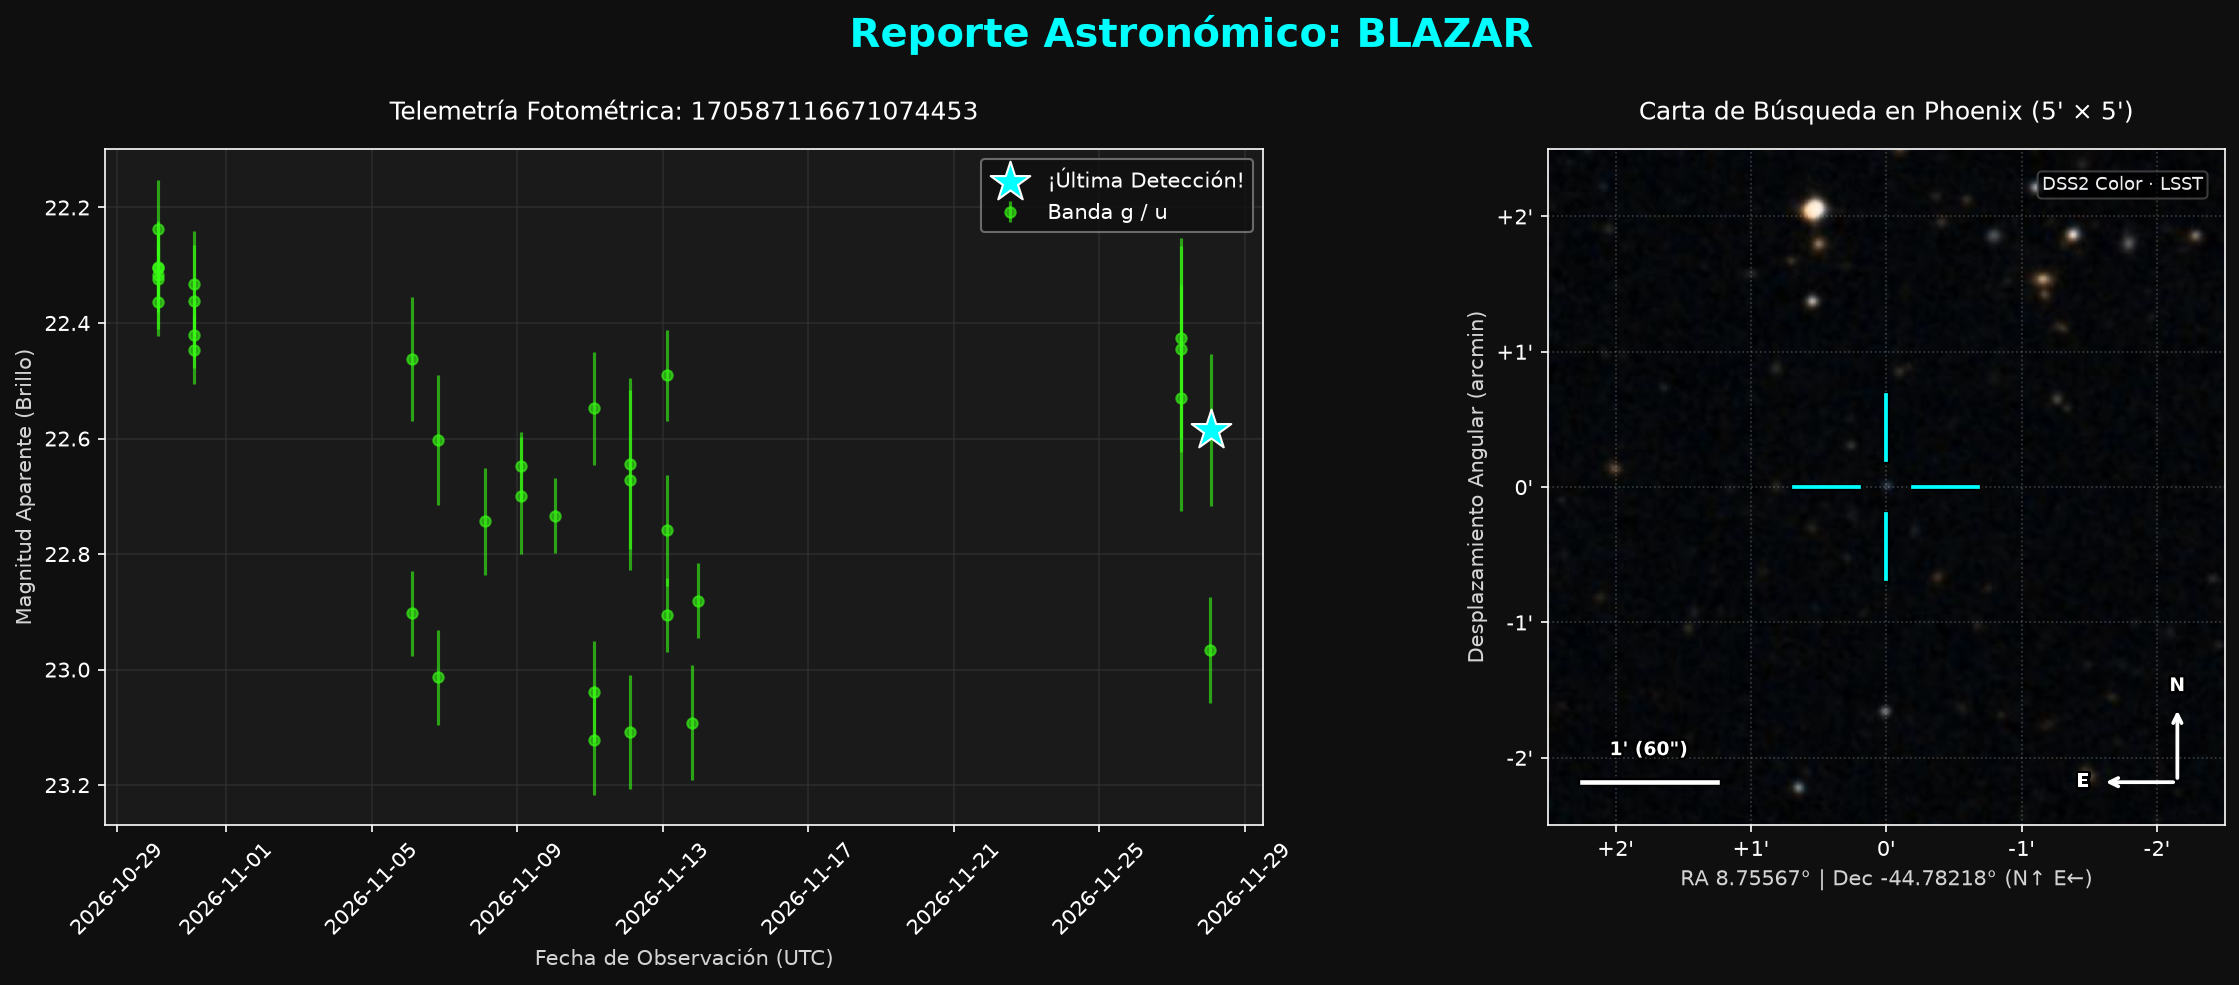 Reporte Astronómico: BLAZAR
Telemetría Fotométrica: 170587116671074453
¡Última Detección!
Banda g / u
Magnitud Aparente (Brillo)
22.2
22.4
22.6
22.8
23.0
23.2
2026-10-29
2026-11-01
2026-11-05
2026-11-09
2026-11-13
2026-11-17
2026-11-21
2026-11-25
2026-11-29
Fecha de Observación (UTC)
Carta de Búsqueda en Phoenix (5' × 5')
DSS2 Color · LSST
Desplazamiento Angular (arcmin)
+2'
+1'
0'
-1'
-2'
N
E
1' (60")
+2'
+1'
0'
-1'
-2'
RA 8.75567° | Dec -44.78218° (N↑ E←)